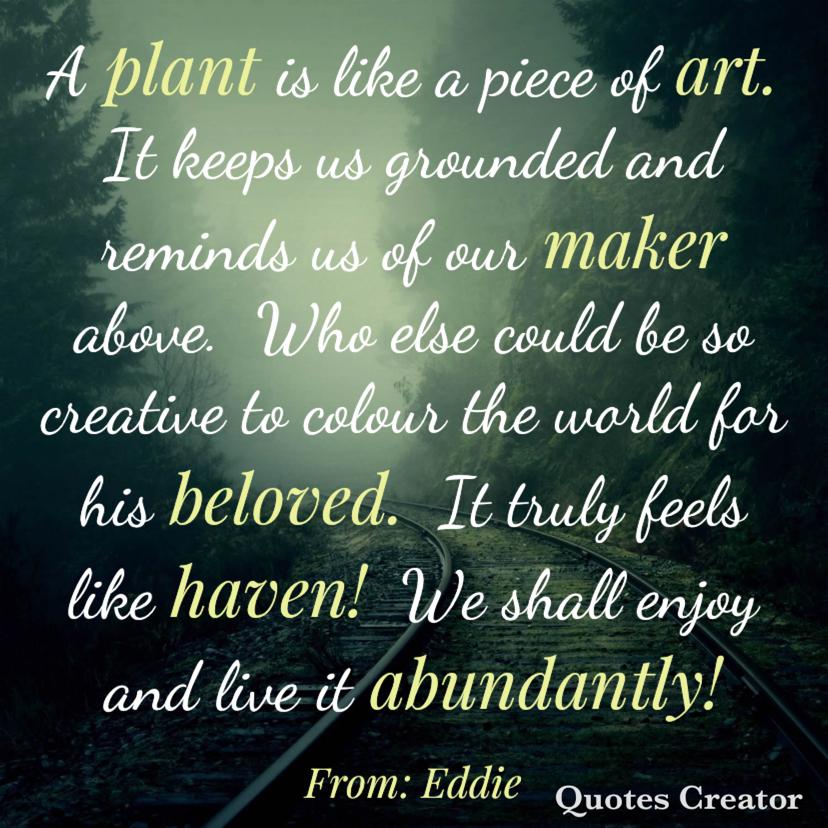 A plant is like a piece of art.
It keeps us grounded and
reminds us of our maker
above. Who else could be so
creative to colour the world for
his beloved. It truly feels
like haven! We shall enjoy
and live it abundantly!
From: Eddie
Quotes Creator